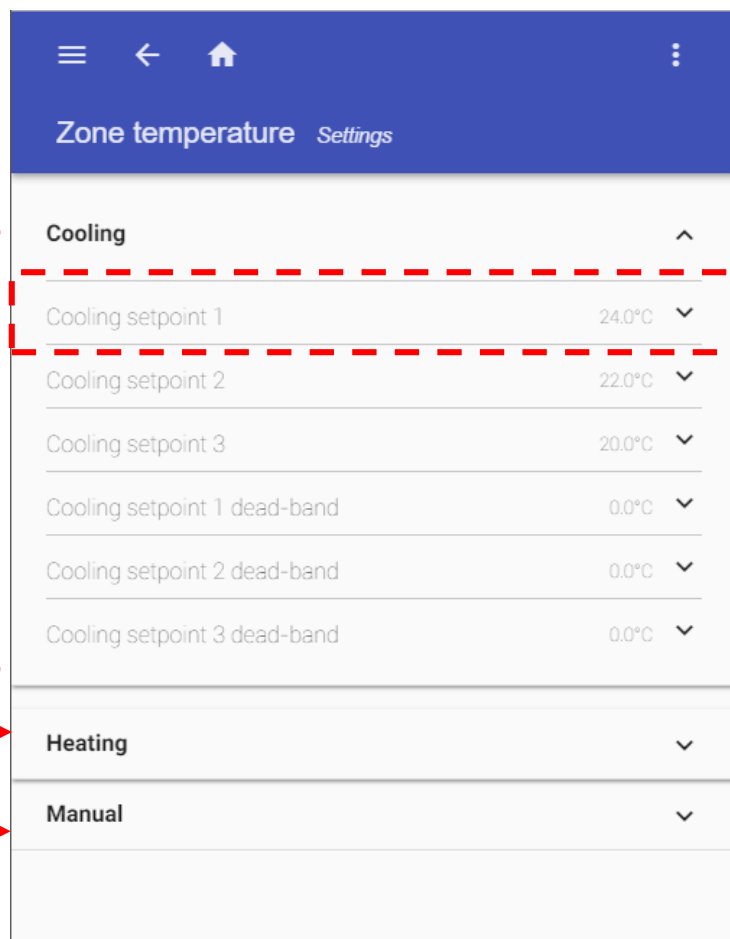 Zone temperature Settings
Cooling
Cooling setpoint 1 24.0°C
Cooling setpoint 2 22.0°C
Cooling setpoint 3 20.0°C
Cooling setpoint 1 dead-band 0.0°C
Cooling setpoint 2 dead-band 0.0°C
Cooling setpoint 3 dead-band 0.0°C
Heating
Manual